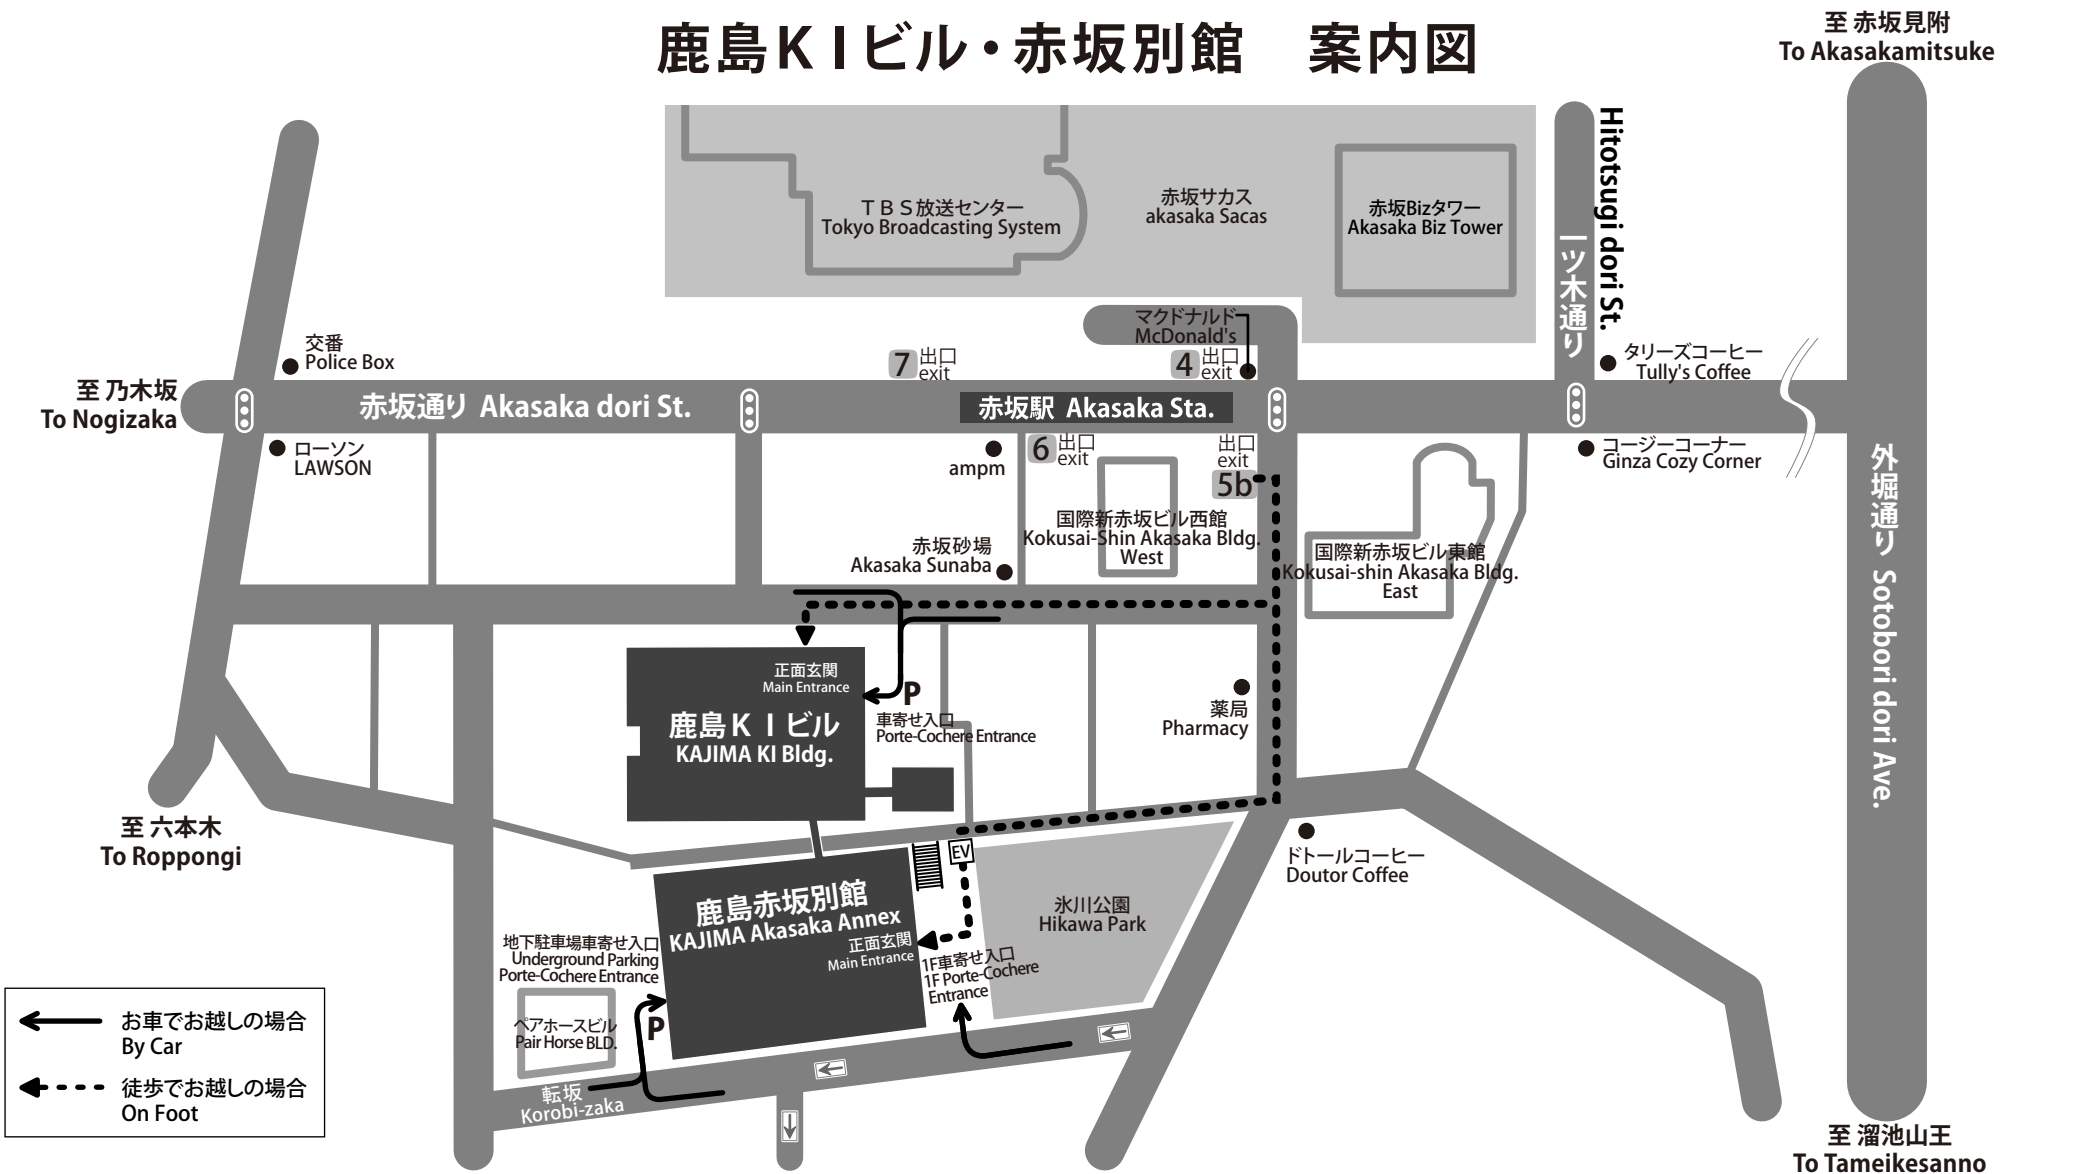 鹿島KIビル・赤坂別館　案内図
至 赤坂見附
To Akasakamitsuke
TBS放送センター
Tokyo Broadcasting System
赤坂サカス
akasaka Sacas
赤坂Bizタワー
Akasaka Biz Tower
一ツ木通り
Hitotsugi dori St.
交番
Police Box
マクドナルド
McDonald's
7 出口
exit
4 出口
exit
タリーズコーヒー
Tully's Coffee
至 乃木坂
To Nogizaka
赤坂通り Akasaka dori St.
赤坂駅 Akasaka Sta.
ローソン
LAWSON
ampm
6 出口
exit
出口
exit
5b
コージーコーナー
Ginza Cozy Corner
外堀通り Sotobori dori Ave.
赤坂砂場
Akasaka Sunaba
国際新赤坂ビル西館
Kokusai-Shin Akasaka Bldg.
West
国際新赤坂ビル東館
Kokusai-shin Akasaka Bldg.
East
正面玄関
Main Entrance
鹿島KIビル
KAJIMA KI Bldg.
P
車寄せ入口
Porte-Cochere Entrance
薬局
Pharmacy
至 六本木
To Roppongi
EV
ドトールコーヒー
Doutor Coffee
鹿島赤坂別館
KAJIMA Akasaka Annex
正面玄関
Main Entrance
氷川公園
Hikawa Park
地下駐車場車寄せ入口
Underground Parking
Porte-Cochere Entrance
1F車寄せ入口
1F Porte-Cochere
Entrance
P
ペアホースビル
Pair Horse BLD.
転坂
Korobi-zaka
お車でお越しの場合
By Car
徒歩でお越しの場合
On Foot
至 溜池山王
To Tameikesanno